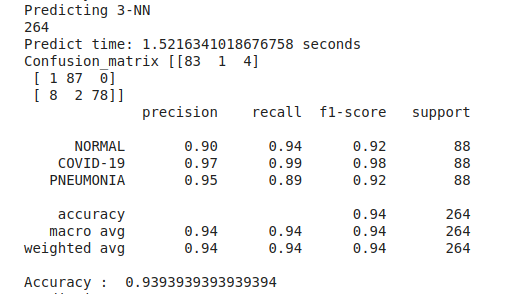 Predicting 3-NN
264
Predict time: 1.5216341018676758 seconds
Confusion_matrix [[83  1  4]
 [ 1 87  0]
 [ 8  2 78]]
              precision    recall  f1-score   support

      NORMAL       0.90      0.94      0.92        88
    COVID-19       0.97      0.99      0.98        88
   PNEUMONIA       0.95      0.89      0.92        88

    accuracy                           0.94       264
   macro avg       0.94      0.94      0.94       264
weighted avg       0.94      0.94      0.94       264

Accuracy :  0.9393939393939394